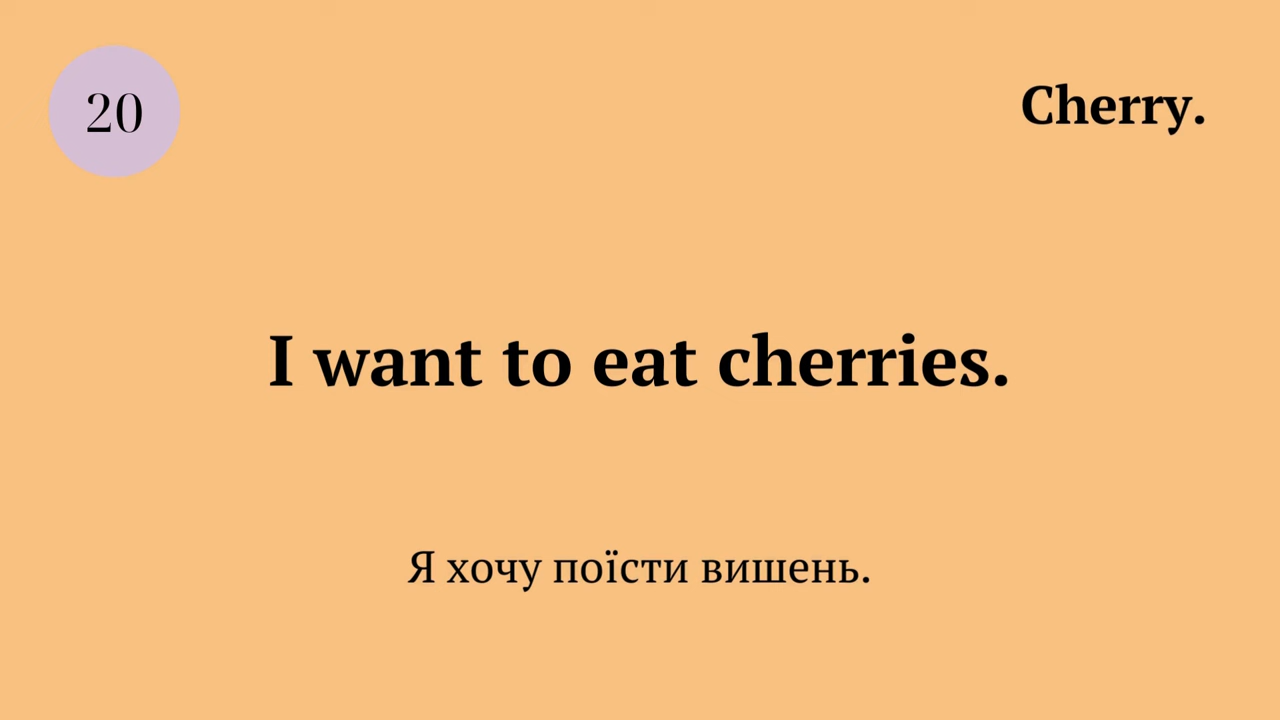 20
Cherry.
I want to eat cherries.
Я хочу поїсти вишень.